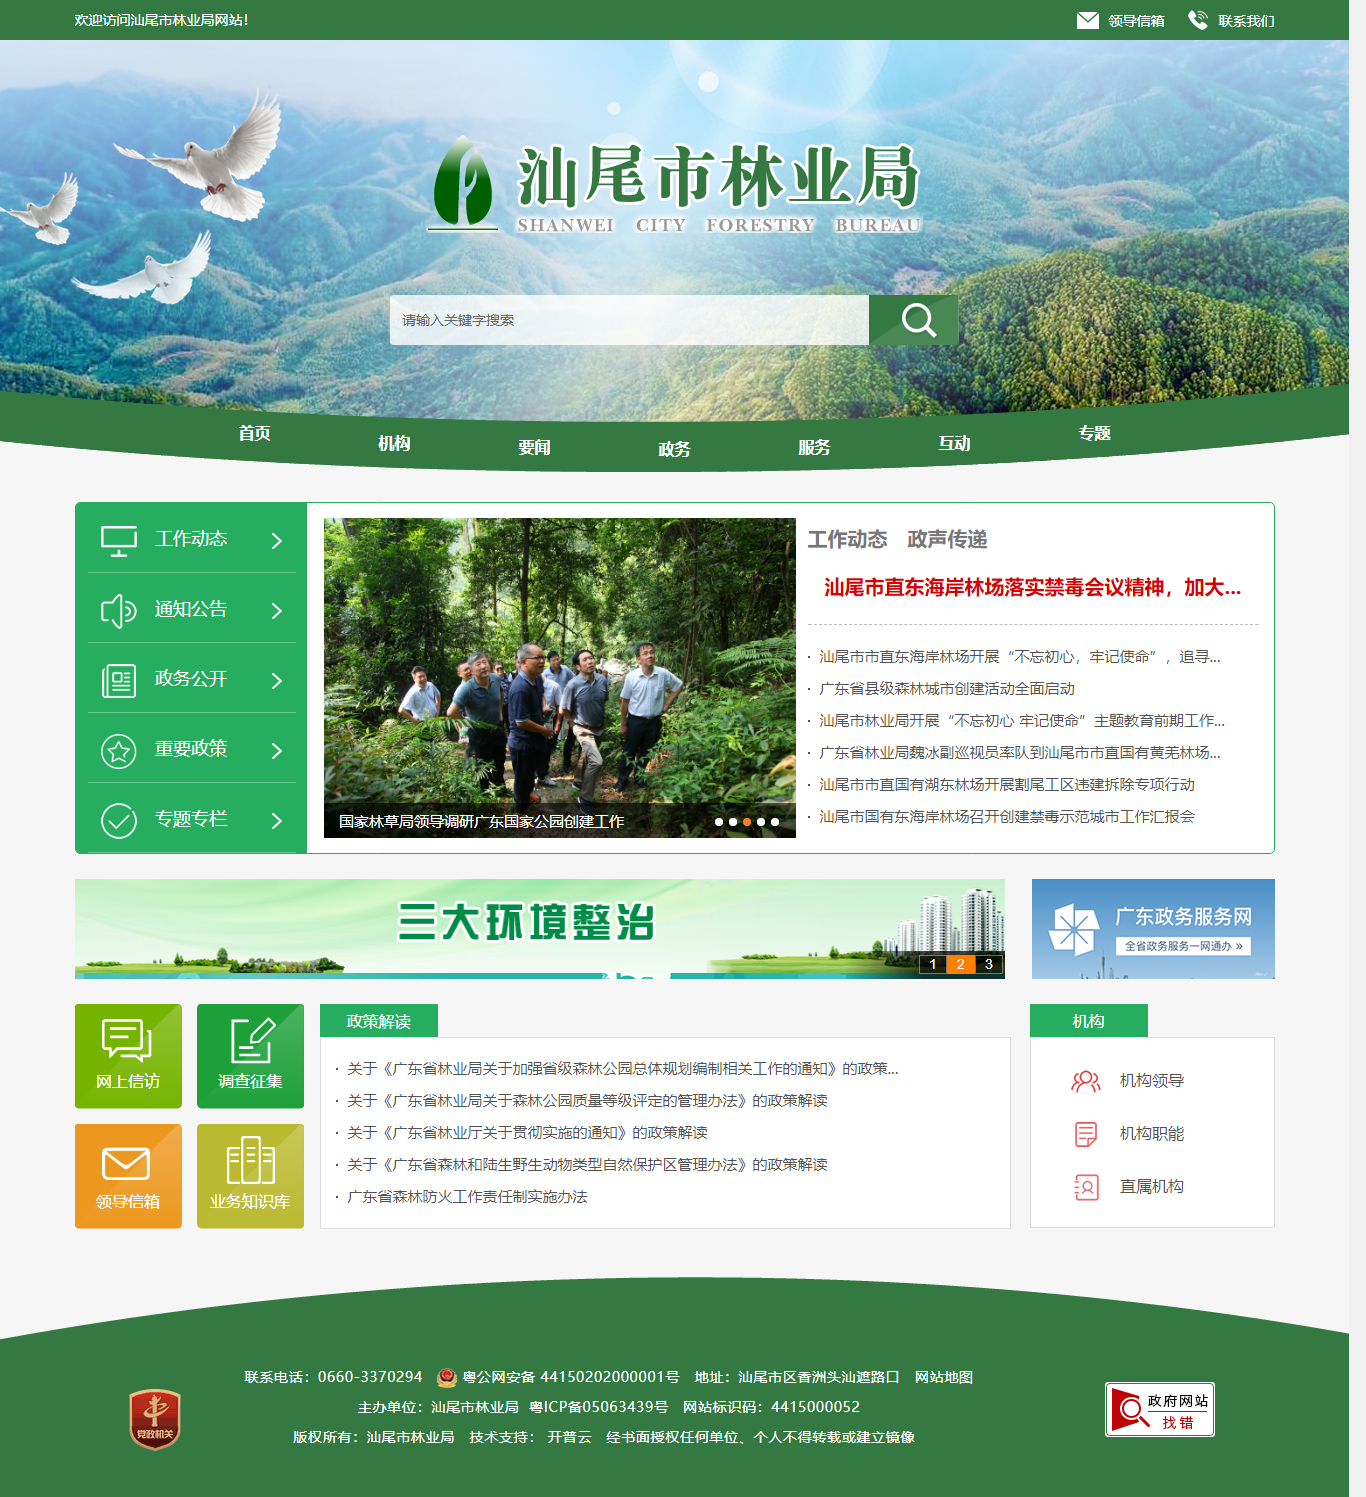 欢迎访问汕尾市林业局网站!
领导信箱
联系我们
汕尾市林业局
SHANWEI CITY FORESTRY BUREAU
请输入关键字搜索
首页
机构
要闻
政务
服务
互动
专题
工作动态
通知公告
政务公开
重要政策
专题专栏
国家林草局领导调研广东国家公园创建工作
工作动态 政声传递
汕尾市直东海岸林场落实禁毒会议精神，加大...
· 汕尾市市直东海岸林场开展“不忘初心，牢记使命”，追寻...
· 广东省县级森林城市创建活动全面启动
· 汕尾市林业局开展“不忘初心 牢记使命”主题教育前期工作...
· 广东省林业局魏冰副巡视员率队到汕尾市市直国有黄羌林场...
· 汕尾市市直国有湖东林场开展割尾工区违建拆除专项行动
· 汕尾市国有东海岸林场召开创建禁毒示范城市工作汇报会
三大环境整治
1 2 3
广东政务服务网
全省政务服务一网通办 »
网上信访
调查征集
领导信箱
业务知识库
政策解读
· 关于《广东省林业局关于加强省级森林公园总体规划编制相关工作的通知》的政策...
· 关于《广东省林业局关于森林公园质量等级评定的管理办法》的政策解读
· 关于《广东省林业厅关于贯彻实施的通知》的政策解读
· 关于《广东省森林和陆生野生动物类型自然保护区管理办法》的政策解读
· 广东省森林防火工作责任制实施办法
机构
机构领导
机构职能
直属机构
党政机关
联系电话：0660-3370294 粤公网安备 44150202000001号 地址：汕尾市区香洲头汕遮路口 网站地图
主办单位：汕尾市林业局 粤ICP备05063439号 网站标识码：4415000052
版权所有：汕尾市林业局 技术支持： 开普云 经书面授权任何单位、个人不得转载或建立镜像
政府网站
找错